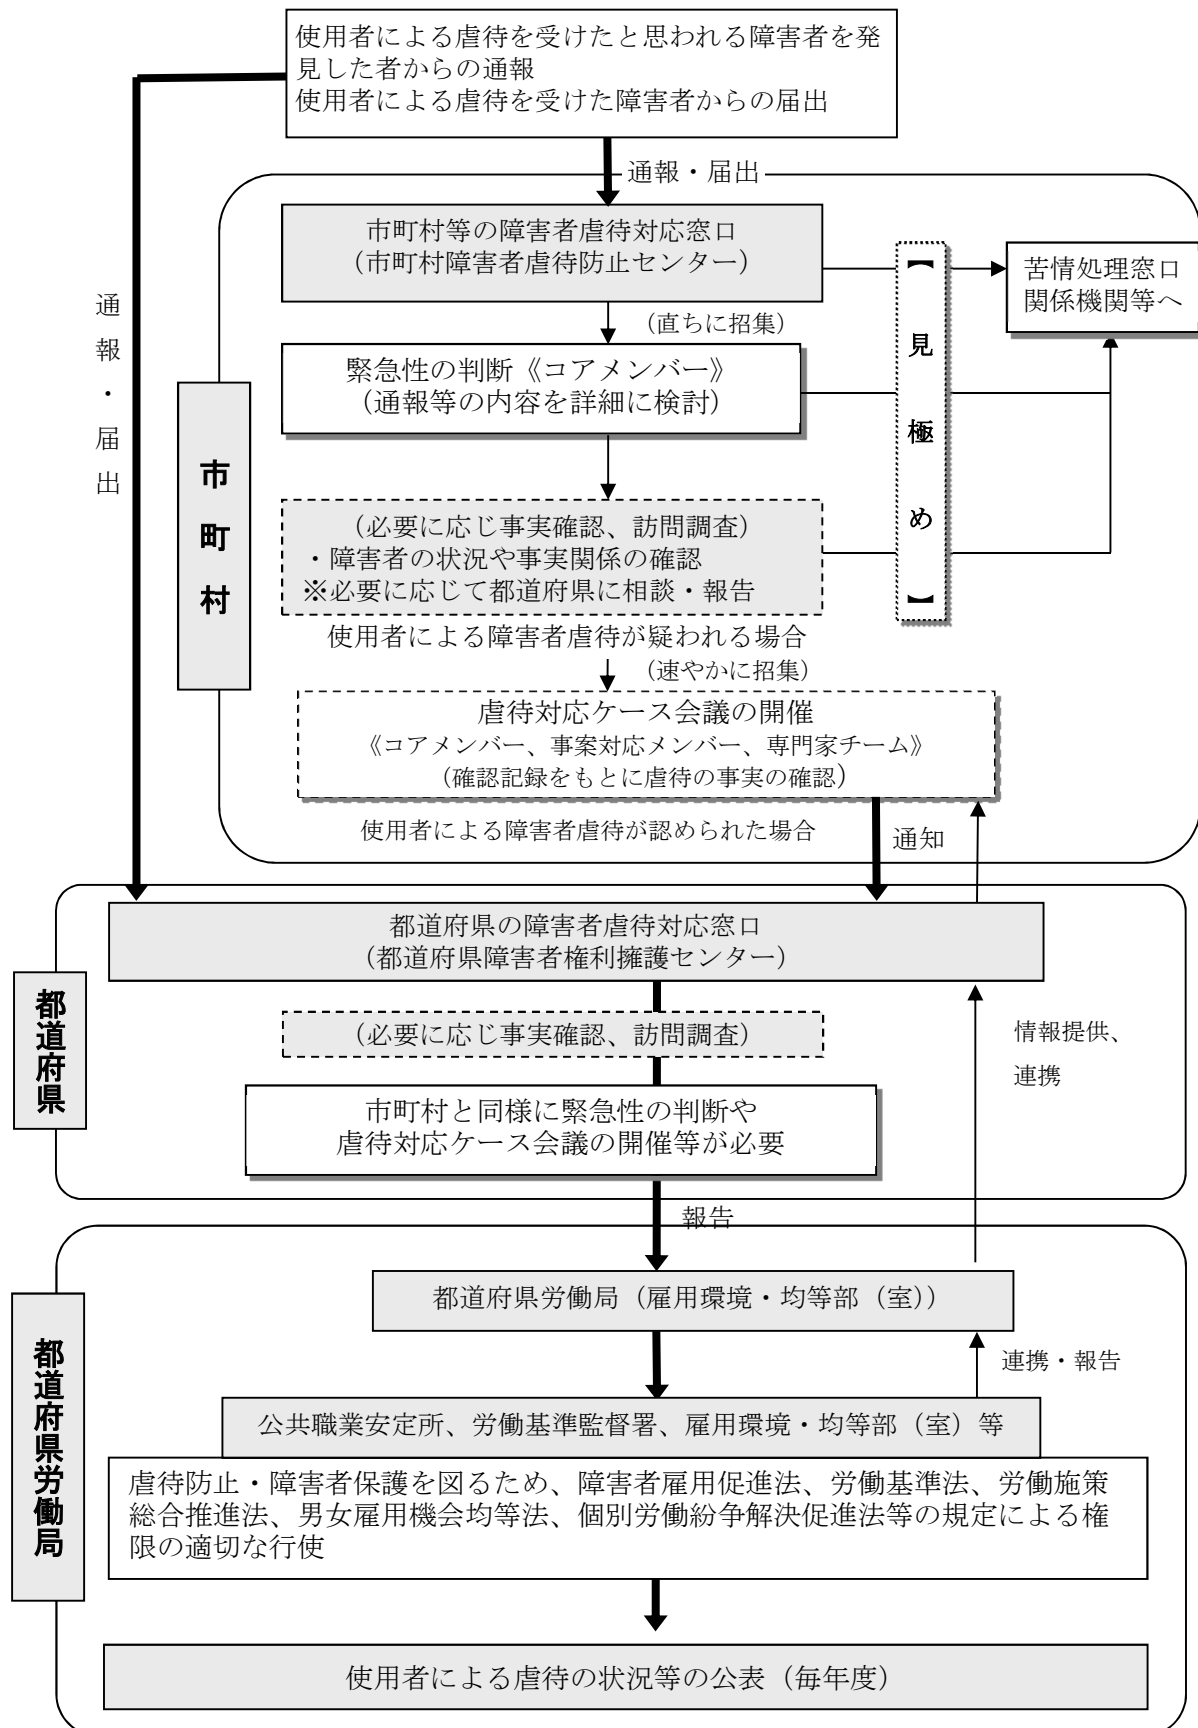 使用者による虐待を受けたと思われる障害者を発
見した者からの通報
使用者による虐待を受けた障害者からの届出
通報・届出
通報・届出
市町村
市町村等の障害者虐待対応窓口
（市町村障害者虐待防止センター）
【見極め】
苦情処理窓口
関係機関等へ
（直ちに招集）
緊急性の判断《コアメンバー》
（通報等の内容を詳細に検討）
（必要に応じ事実確認、訪問調査）
・障害者の状況や事実関係の確認
※必要に応じて都道府県に相談・報告
使用者による障害者虐待が疑われる場合
（速やかに招集）
虐待対応ケース会議の開催
《コアメンバー、事案対応メンバー、専門家チーム》
（確認記録をもとに虐待の事実の確認）
使用者による障害者虐待が認められた場合
通知
都道府県
都道府県の障害者虐待対応窓口
（都道府県障害者権利擁護センター）
（必要に応じ事実確認、訪問調査）
情報提供、
連携
市町村と同様に緊急性の判断や
虐待対応ケース会議の開催等が必要
報告
都道府県労働局
都道府県労働局（雇用環境・均等部（室））
連携・報告
公共職業安定所、労働基準監督署、雇用環境・均等部（室）等
虐待防止・障害者保護を図るため、障害者雇用促進法、労働基準法、労働施策
総合推進法、男女雇用機会均等法、個別労働紛争解決促進法等の規定による権
限の適切な行使
使用者による虐待の状況等の公表（毎年度）